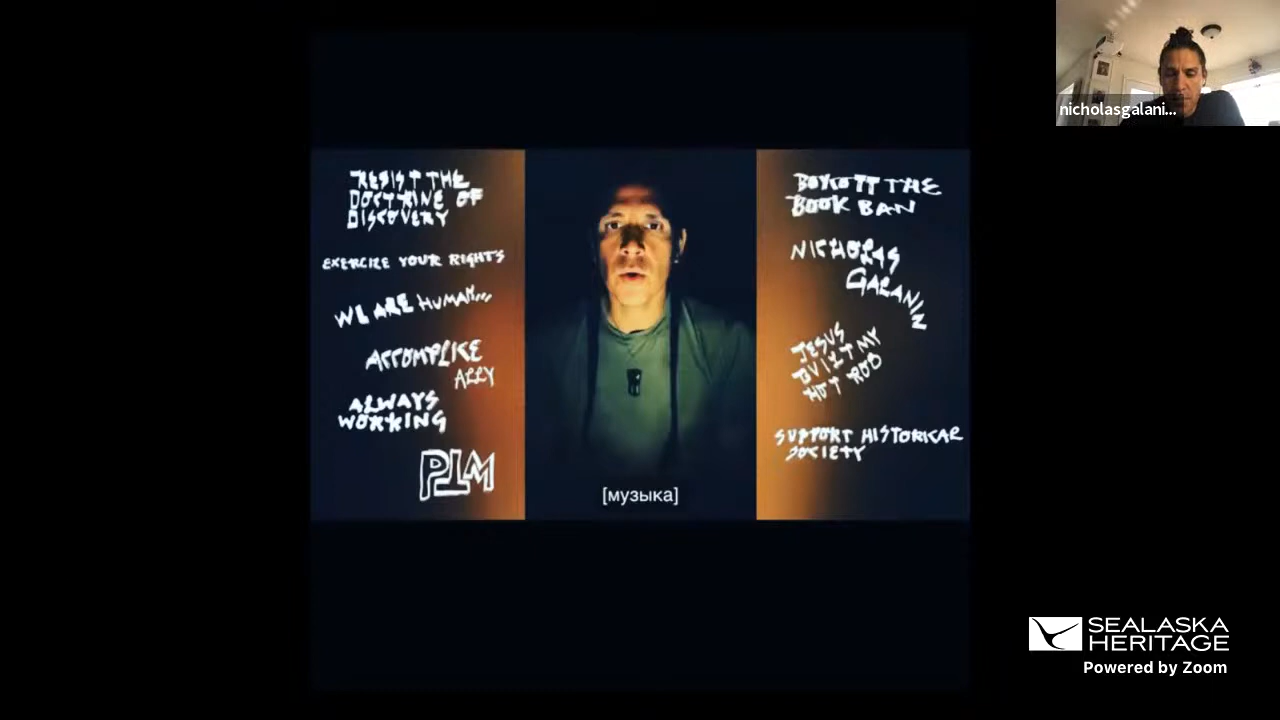 nicholasgalani...
RESIST THE
DOCTRINE OF
DISCOVERY
EXERCIZE YOUR RIGHTS
WE ARE HUMAN...
ACCOMPLICE
ALLY
ALWAYS
WORKING
PTM
BOYCOTT THE
BOOK BAN
NICHOLAS
GALANIN
JESUS
BUILT MY
HOT ROD
SUPPORT HISTORICAL
SOCIETY
[музыка]
SEALASKA
HERITAGE
Powered by Zoom